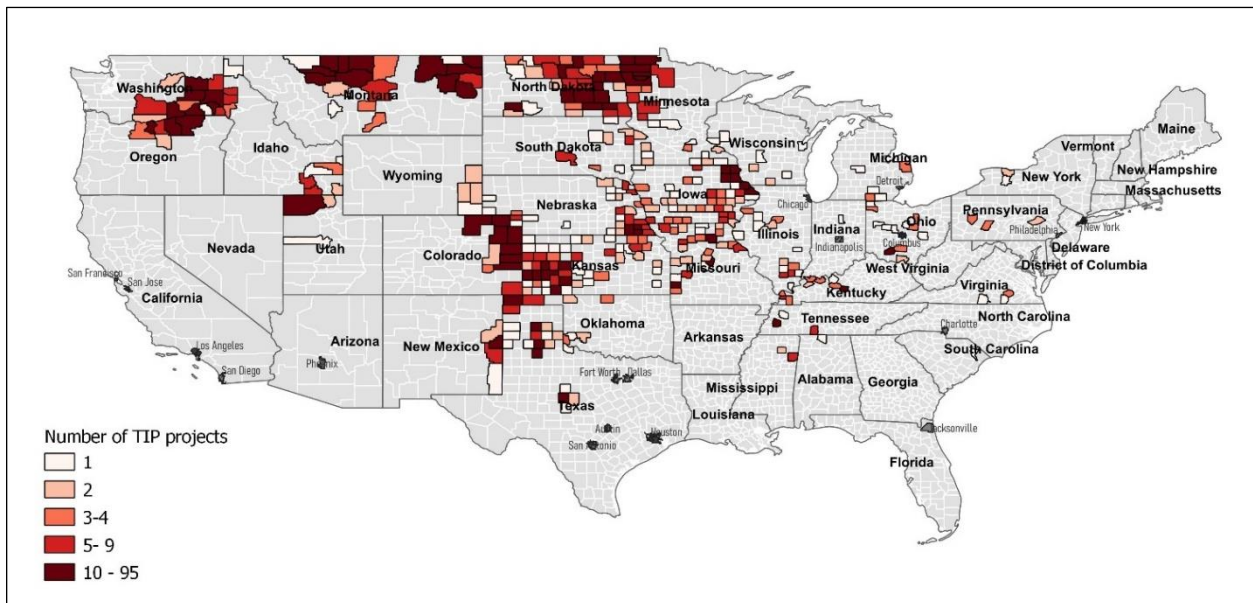 Maine
Washington
Vermont
Montana
North Dakota
Minnesota
Oregon
Idaho
South Dakota
Wisconsin
Michigan
New Hampshire
New York
Massachusetts
Detroit
Wyoming
Iowa
Chicago
Pennsylvania
New York
Nebraska
Philadelphia
Illinois
Indiana
Ohio
Columbus
Delaware
Indianapolis
Nevada
Utah
Colorado
Kansas
Missouri
West Virginia
District of Columbia
San Francisco
San Jose
California
Kentucky
Virginia
North Carolina
Tennessee
Oklahoma
Charlotte
Arkansas
South Carolina
Los Angeles
Arizona
New Mexico
Phoenix
San Diego
Fort Worth
Dallas
Mississippi
Alabama
Georgia
Texas
Louisiana
Austin
Houston
Jacksonville
San Antonio
Florida
Number of TIP projects
1
2
3-4
5- 9
10 - 95